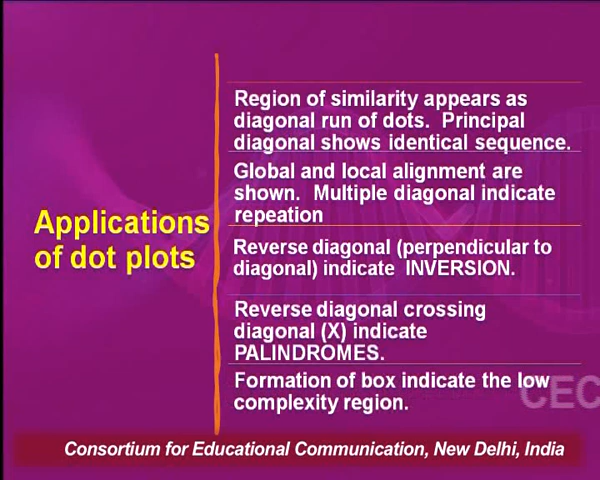 Applications
of dot plots
Region of similarity appears as
diagonal run of dots. Principal
diagonal shows identical sequence.
Global and local alignment are
shown. Multiple diagonal indicate
repetition
Reverse diagonal (perpendicular to
diagonal) indicate INVERSION.
Reverse diagonal crossing
diagonal (X) indicate
PALINDROMES.
Formation of box indicate the low
complexity region.
CEC
Consortium for Educational Communication, New Delhi, India